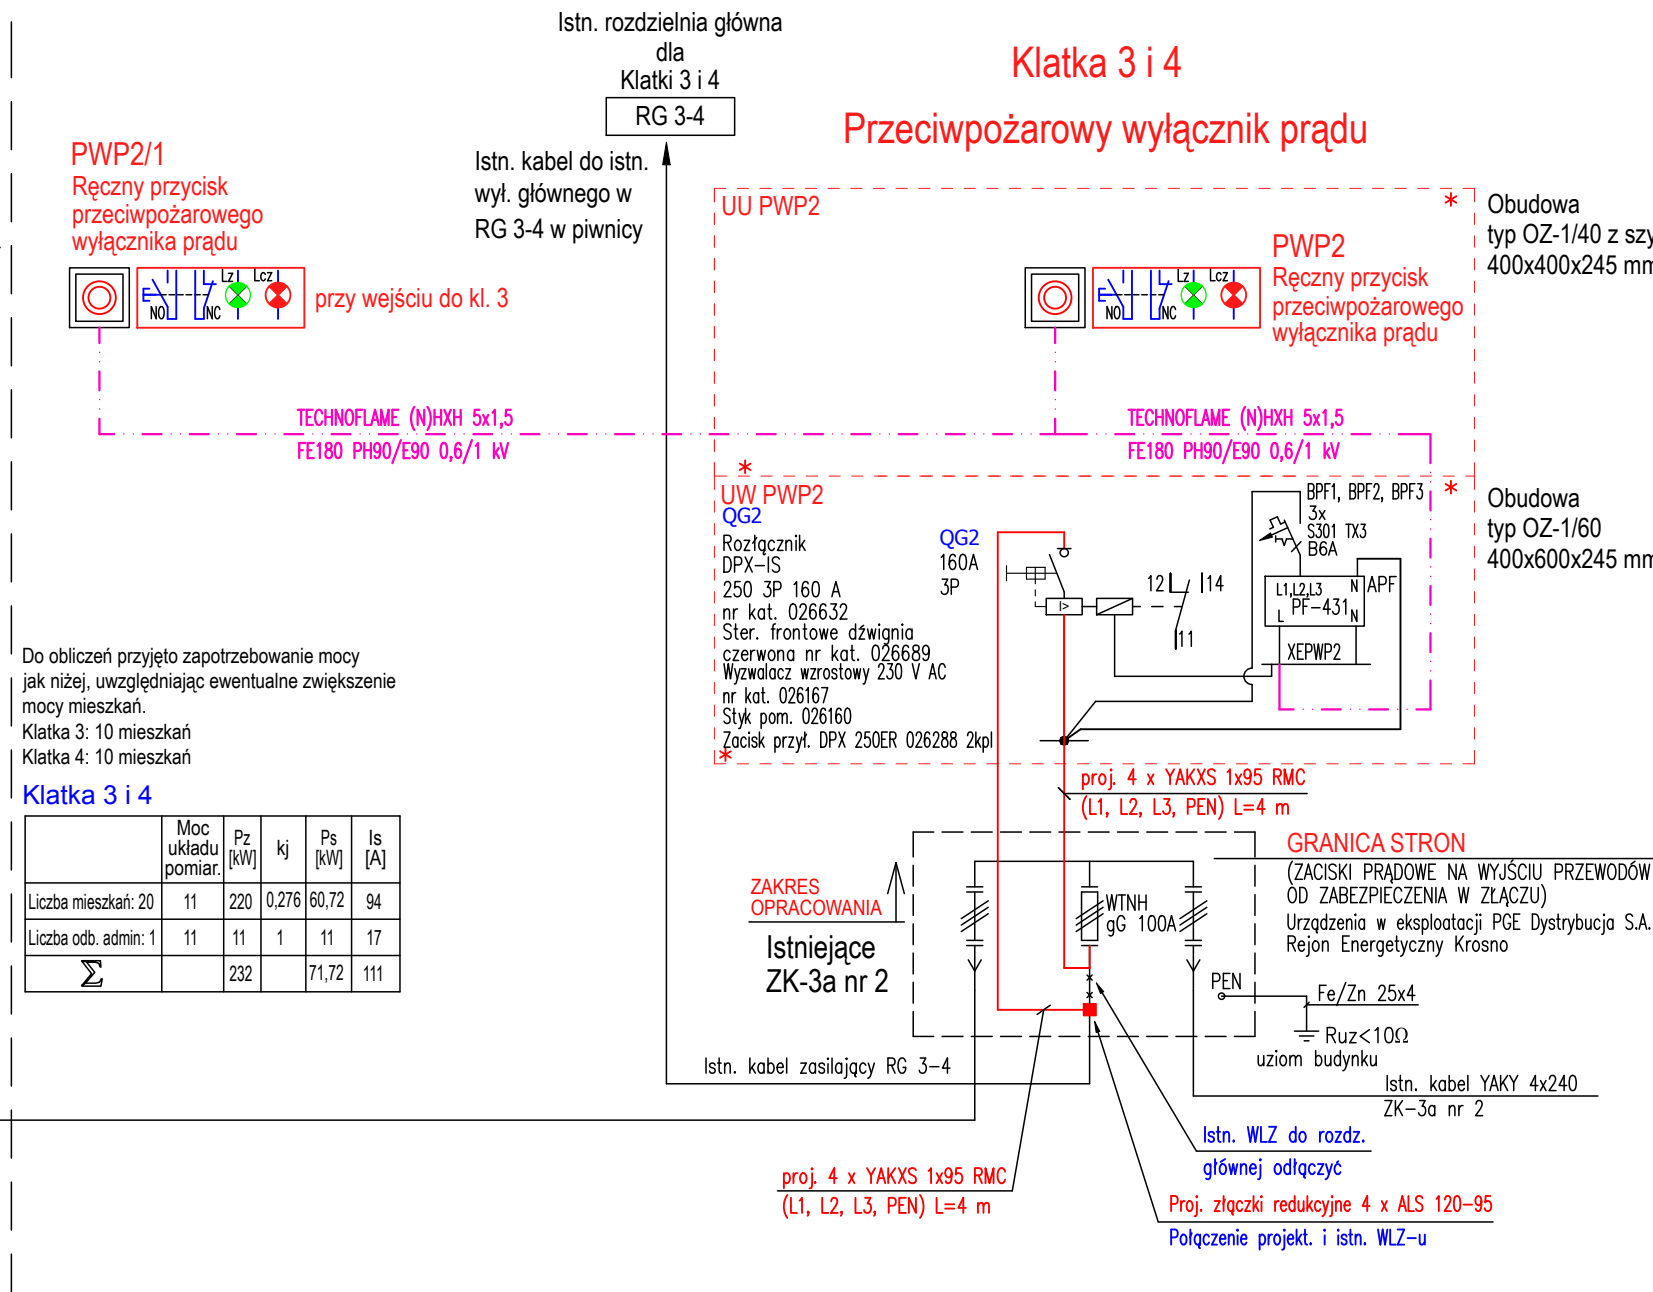 Istn. rozdzielnia główna
dla
Klatki 3 i 4
RG 3-4
Klatka 3 i 4
Przeciwpożarowy wyłącznik prądu
PWP2/1
Ręczny przycisk
przeciwpożarowego
wyłącznika prądu
NO
NC
Lz
Lcz
przy wejściu do kl. 3
Istn. kabel do istn.
wył. głównego w
RG 3-4 w piwnicy
UU PWP2
*
Obudowa
typ OZ-1/40 z szy
400x400x245 mm
PWP2
Ręczny przycisk
przeciwpożarowego
wyłącznika prądu
NO
NC
Lz
Lcz
TECHNOFLAME (N)HXH 5x1,5
FE180 PH90/E90 0,6/1 kV
TECHNOFLAME (N)HXH 5x1,5
FE180 PH90/E90 0,6/1 kV
*
UW PWP2
*
Obudowa
typ OZ-1/60
400x600x245 mm
QG2
Rozłącznik
DPX-IS
250 3P 160 A
nr kat. 026632
Ster. frontowe dźwignia
czerwona nr kat. 026689
Wyzwalacz wzrostowy 230 V AC
nr kat. 026167
Styk pom. 026160
Zacisk przył. DPX 250ER 026288 2kpl
*
QG2
160A
3P
I>
12
14
11
BPF1, BPF2, BPF3
3x
S301 TX3
B6A
L1,L2,L3 N
PF-431
L N
APF
XEPWP2
Do obliczeń przyjęto zapotrzebowanie mocy
jak niżej, uwzględniając ewentualne zwiększenie
mocy mieszkań.
Klatka 3: 10 mieszkań
Klatka 4: 10 mieszkań
Klatka 3 i 4
Moc układu pomiar. Pz [kW] kj Ps [kW] Is [A]
Liczba mieszkań: 20 11 220 0,276 60,72 94
Liczba odb. admin: 1 11 11 1 11 17
Σ 232 71,72 111
proj. 4 x YAKXS 1x95 RMC
(L1, L2, L3, PEN) L=4 m
ZAKRES
OPRACOWANIA
Istniejące
ZK-3a nr 2
WTNH
gG 100A
GRANICA STRON
(ZACISKI PRĄDOWE NA WYJŚCIU PRZEWODÓW
OD ZABEZPIECZENIA W ZŁĄCZU)
Urządzenia w eksploatacji PGE Dystrybucja S.A.
Rejon Energetyczny Krosno
PEN
Fe/Zn 25x4
Ruz<10Ω
uziom budynku
Istn. kabel zasilający RG 3-4
Istn. kabel YAKY 4x240
ZK-3a nr 2
Istn. WLZ do rozdz.
głównej odłączyć
proj. 4 x YAKXS 1x95 RMC
(L1, L2, L3, PEN) L=4 m
Proj. złączki redukcyjne 4 x ALS 120-95
Połączenie projekt. i istn. WLZ-u